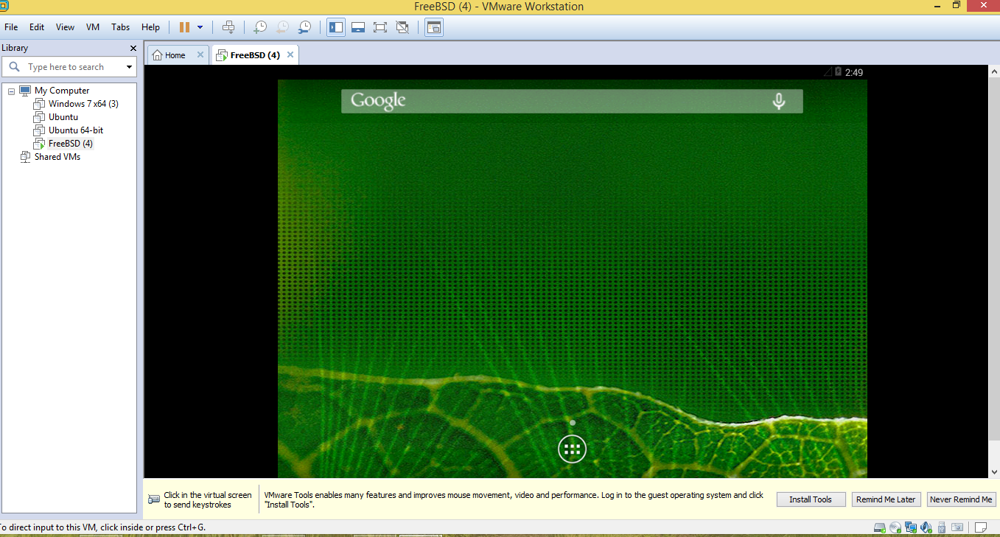 FreeBSD (4) - VMware Workstation
File Edit View VM Tabs Help
Library
Home FreeBSD (4)
Type here to search
2:49
My Computer
Google
Windows 7 x64 (3)
Ubuntu
Ubuntu 64-bit
FreeBSD (4)
Shared VMs
Click in the virtual screen
to send keystrokes
VMware Tools enables many features and improves mouse movement, video and performance. Log in to the guest operating system and click
"Install Tools".
Install Tools Remind Me Later Never Remind Me
To direct input to this VM, click inside or press Ctrl+G.